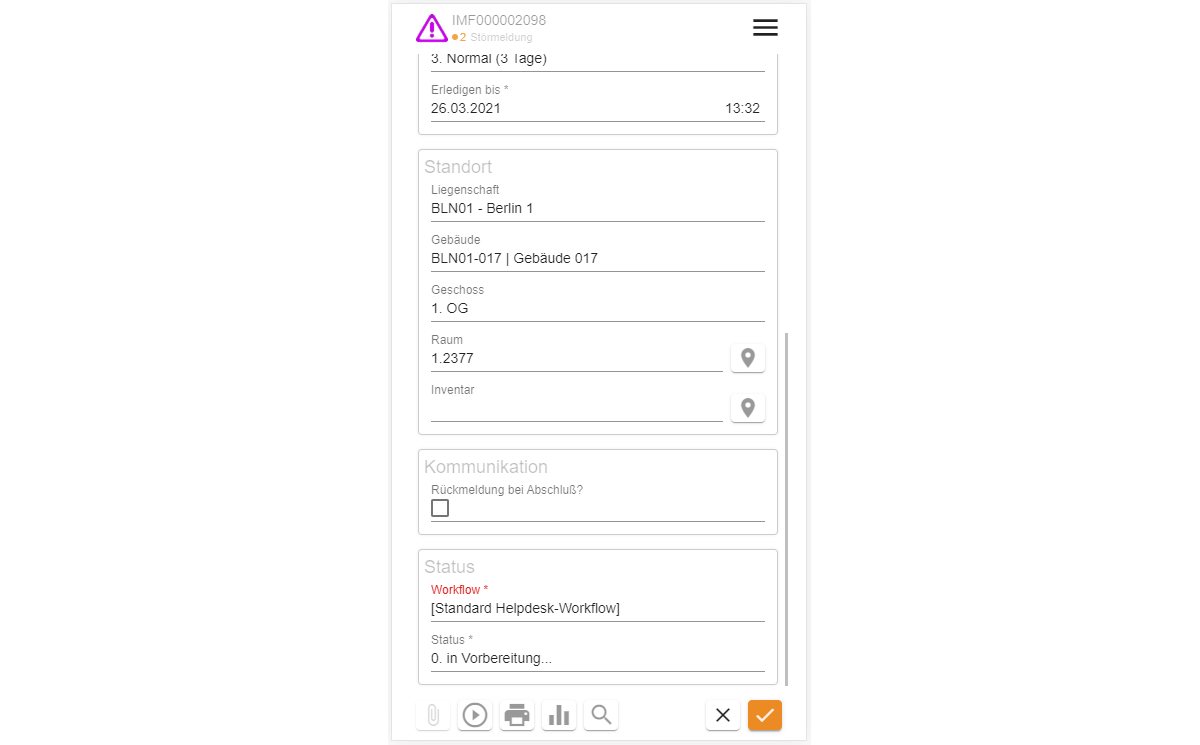 IMF000002098
2 Störmeldung
3. Normal (3 Tage)
Erledigen bis *
26.03.2021 13:32
Standort
Liegenschaft
BLN01 - Berlin 1
Gebäude
BLN01-017 | Gebäude 017
Geschoss
1. OG
Raum
1.2377
Inventar
Kommunikation
Rückmeldung bei Abschluß?
Status
Workflow *
[Standard Helpdesk-Workflow]
Status *
0. in Vorbereitung...